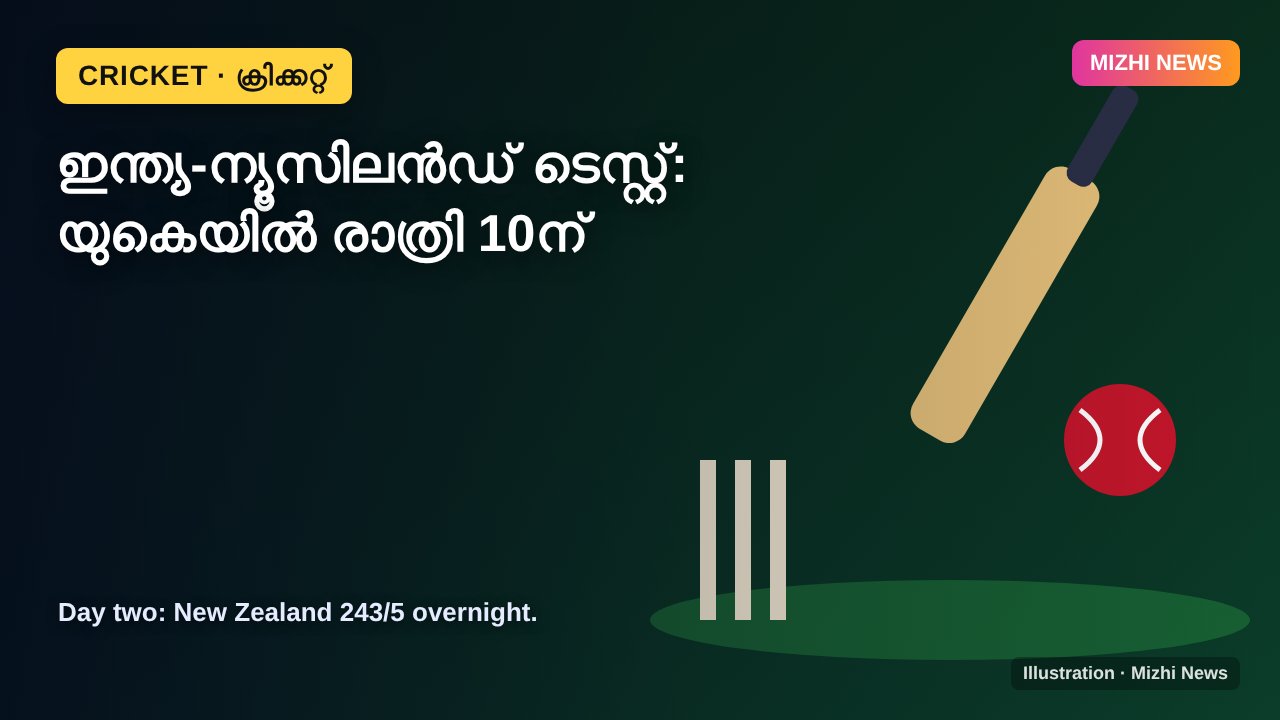 CRICKET · ക്രിക്കറ്റ്
MIZHI NEWS
ഇന്ത്യ-ന്യൂസിലൻഡ് ടെസ്റ്റ്:
യുകെയിൽ രാത്രി 10ന്
Day two: New Zealand 243/5 overnight.
Illustration · Mizhi News